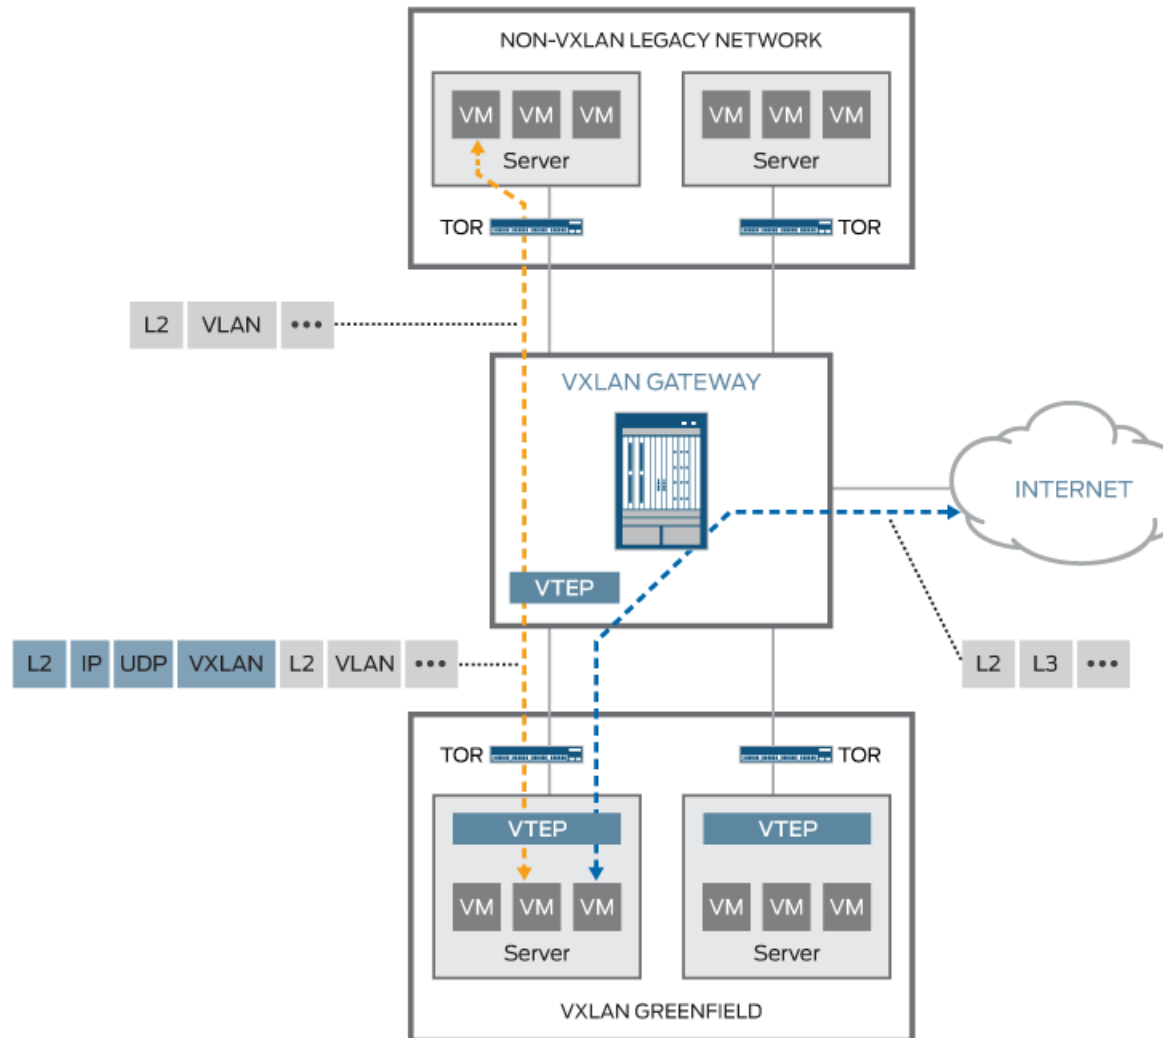 NON-VXLAN LEGACY NETWORK
VM VM VM
VM VM VM
Server
Server
TOR
TOR
L2 VLAN •••
VXLAN GATEWAY
INTERNET
VTEP
L2 IP UDP VXLAN L2 VLAN •••
L2 L3 •••
TOR
TOR
VTEP
VTEP
VM VM VM
VM VM VM
Server
Server
VXLAN GREENFIELD